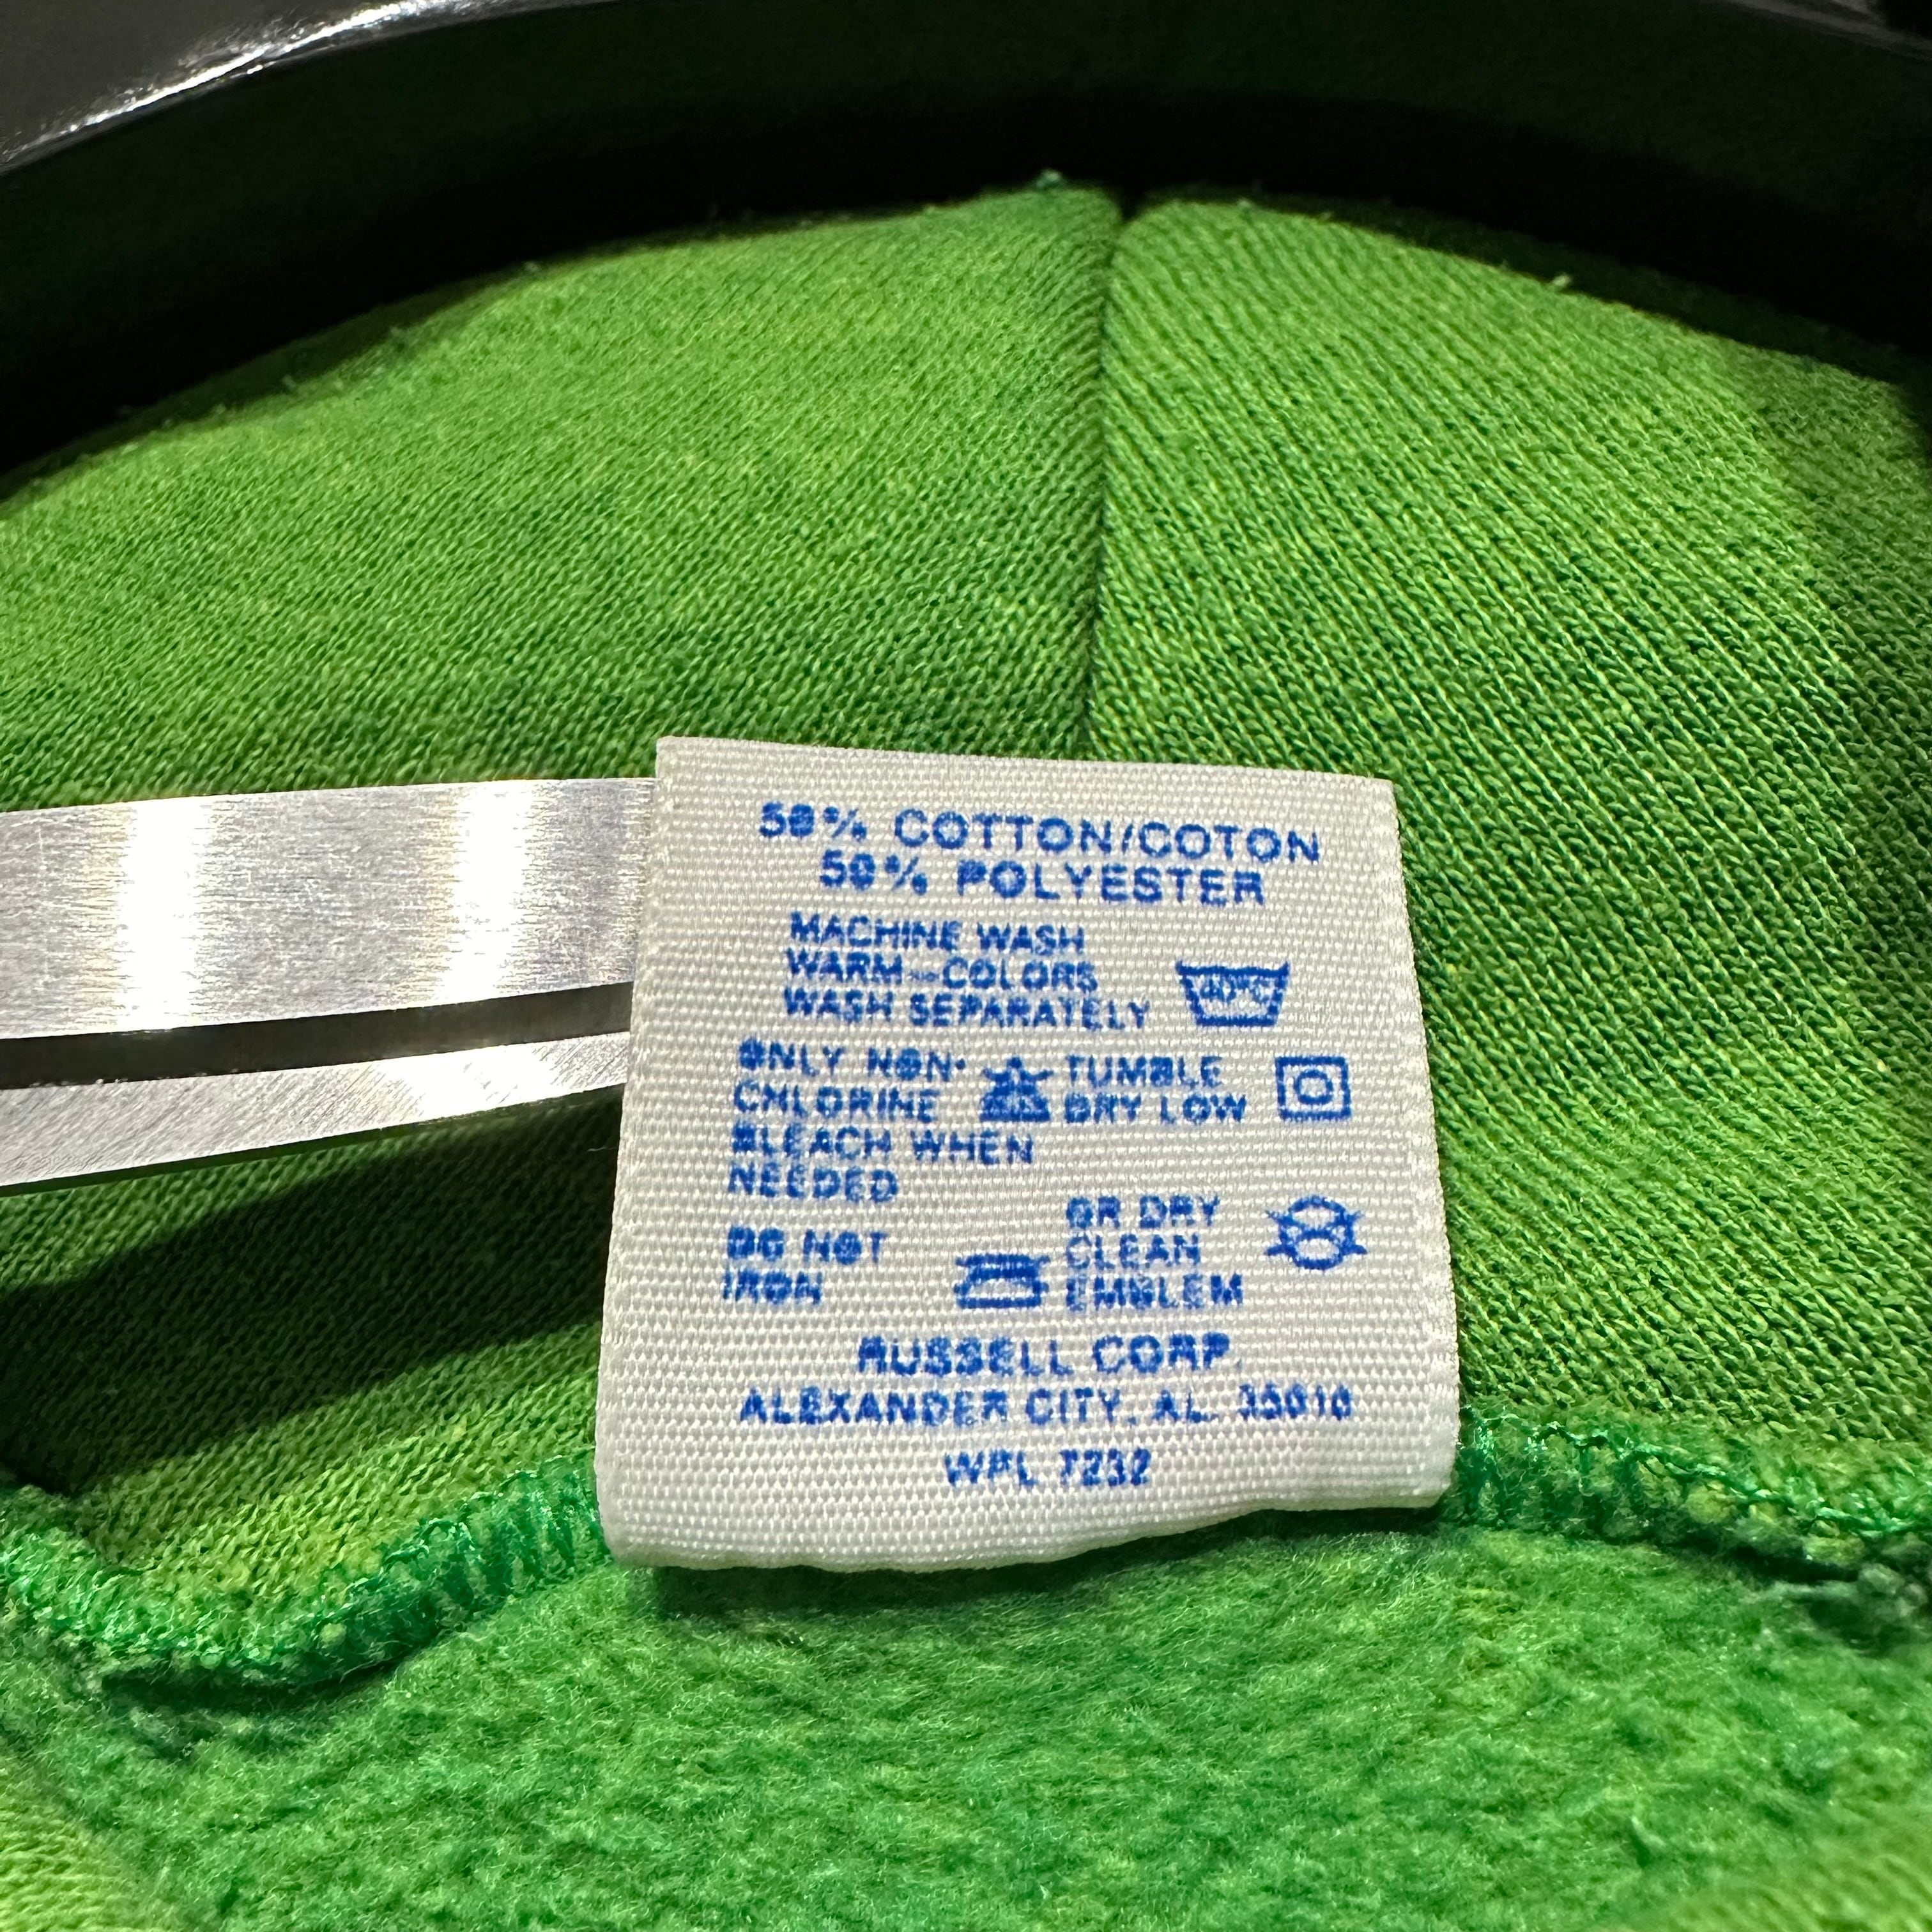 50% COTTON/COTON
50% POLYESTER
MACHINE WASH
WARM--COLORS
WASH SEPARATELY
40°C
ONLY NON-
CHLORINE
BLEACH WHEN
NEEDED
TUMBLE
DRY LOW
DO NOT
IRON
OR DRY
CLEAN
EMBLEM
RUSSELL CORP.
ALEXANDER CITY, AL. 35010
WPL 7232